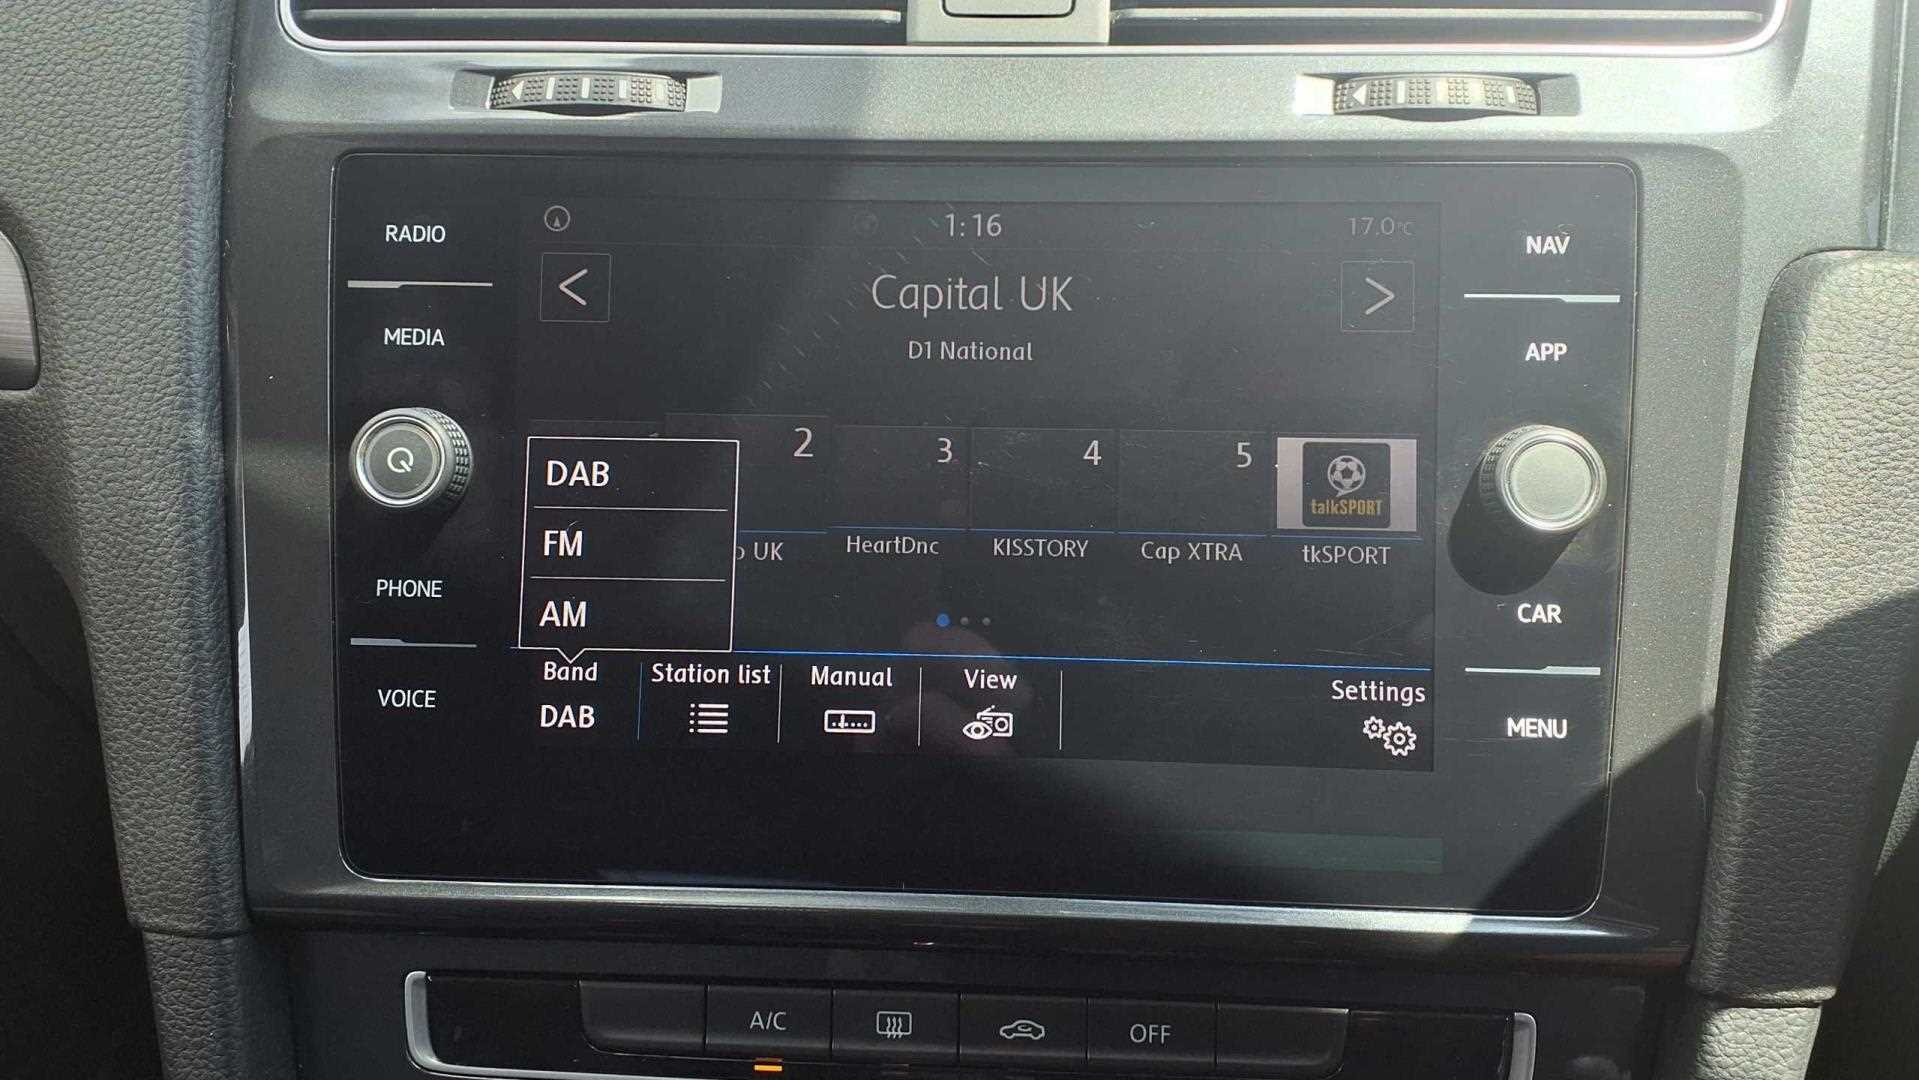 RADIO
MEDIA
PHONE
VOICE
1:16
17.0°C
Capital UK
D1 National
2
3
4
5
talkSPORT
UK
HeartDnc
KISSTORY
Cap XTRA
tkSPORT
DAB
FM
AM
Band
DAB
Station list
Manual
View
Settings
NAV
APP
CAR
MENU
A/C
OFF